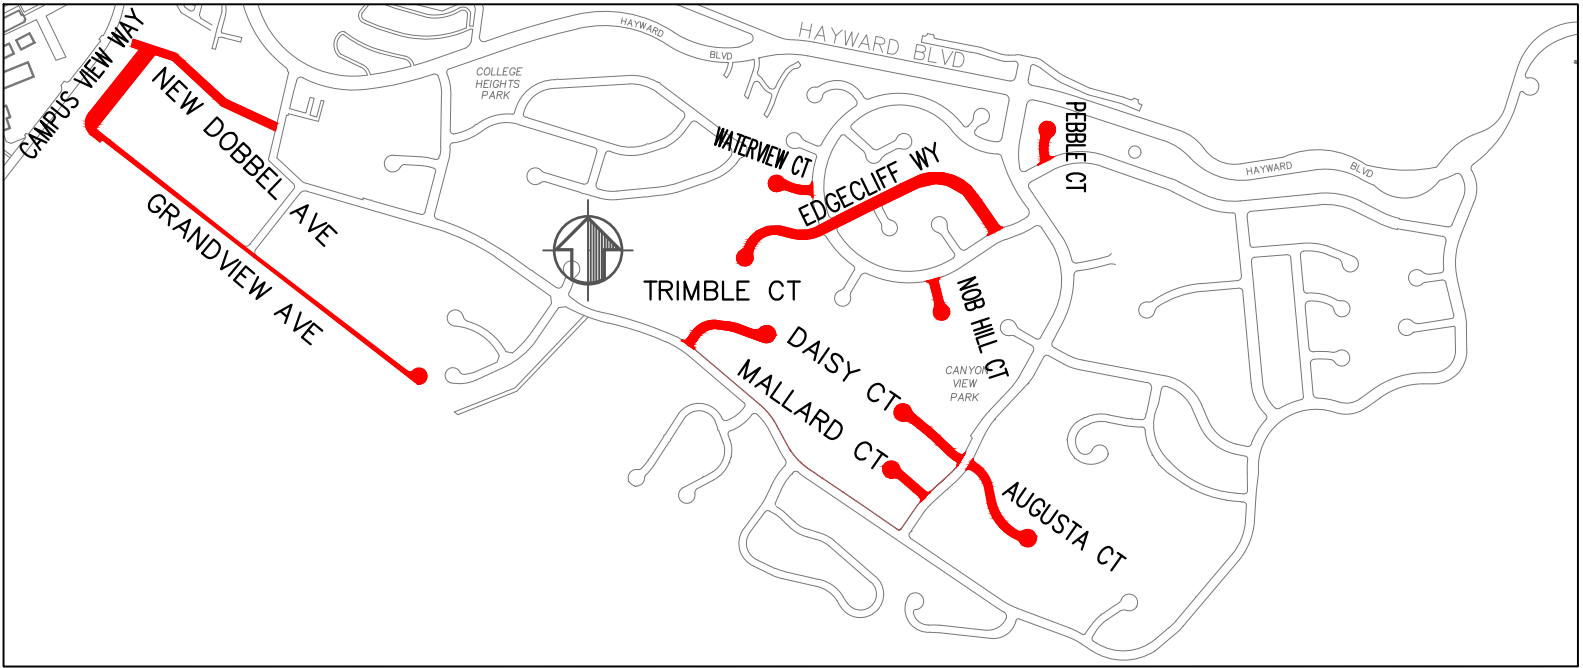 HAYWARD
BLVD
HAYWARD BLVD
CAMPUS VIEW WAY
COLLEGE
HEIGHTS
PARK
NEW DOBBEL AVE
PEBBLE CT
WATERVIEW CT
EDGECLIFF WY
HAYWARD
BLVD
GRANDVIEW AVE
TRIMBLE CT
NOB HILL CT
DAISY CT
MALLARD CT
CANYON
VIEW
PARK
AUGUSTA CT